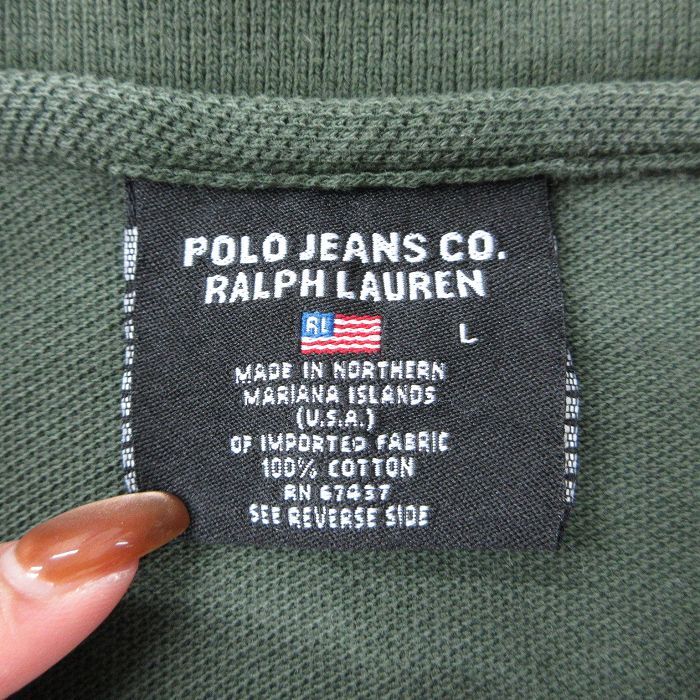 POLO JEANS CO.
RALPH LAUREN
RL
L
MADE IN NORTHERN
MARIANA ISLANDS
(U.S.A.)
OF IMPORTED FABRIC
100% COTTON
RN 67437
SEE REVERSE SIDE